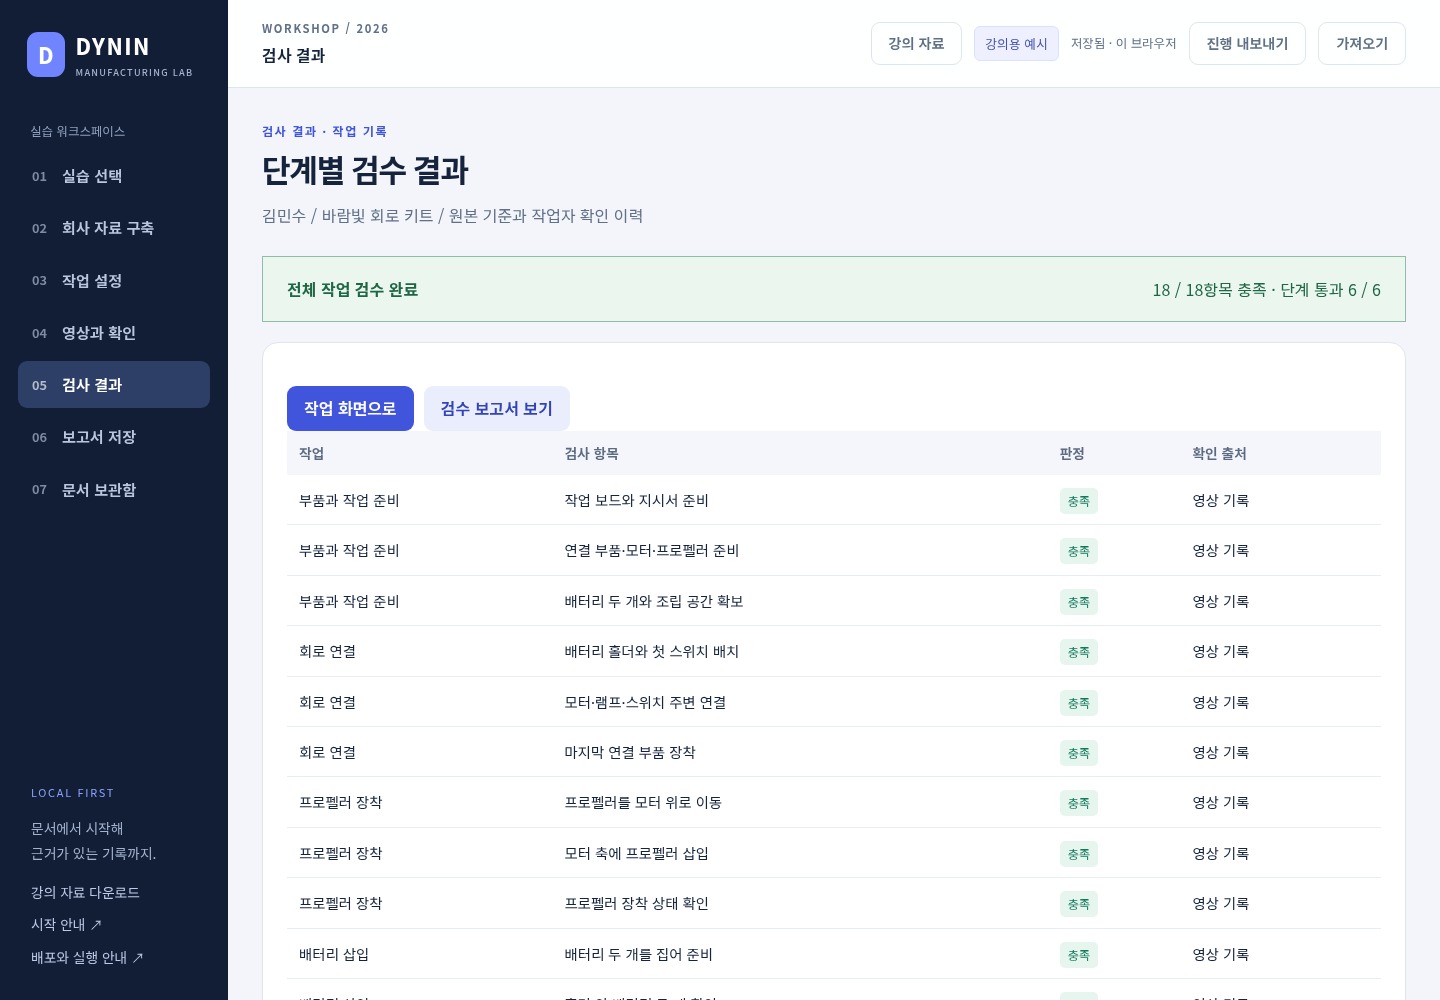 D
DYNIN
MANUFACTURING LAB
실습 워크스페이스
01 실습 선택
02 회사 자료 구축
03 작업 설정
04 영상과 확인
05 검사 결과
06 보고서 저장
07 문서 보관함
LOCAL FIRST
문서에서 시작해
근거가 있는 기록까지.
강의 자료 다운로드
시작 안내 ↗
배포와 실행 안내 ↗
WORKSHOP / 2026
검사 결과
강의 자료
강의용 예시
저장됨 · 이 브라우저
진행 내보내기
가져오기
검사 결과 · 작업 기록
단계별 검수 결과
김민수 / 바람빛 회로 키트 / 원본 기준과 작업자 확인 이력
전체 작업 검수 완료
18 / 18항목 충족 · 단계 통과 6 / 6
작업 화면으로
검수 보고서 보기
작업 검사 항목 판정 확인 출처
부품과 작업 준비 작업 보드와 지시서 준비 충족 영상 기록
부품과 작업 준비 연결 부품·모터·프로펠러 준비 충족 영상 기록
부품과 작업 준비 배터리 두 개와 조립 공간 확보 충족 영상 기록
회로 연결 배터리 홀더와 첫 스위치 배치 충족 영상 기록
회로 연결 모터·램프·스위치 주변 연결 충족 영상 기록
회로 연결 마지막 연결 부품 장착 충족 영상 기록
프로펠러 장착 프로펠러를 모터 위로 이동 충족 영상 기록
프로펠러 장착 모터 축에 프로펠러 삽입 충족 영상 기록
프로펠러 장착 프로펠러 장착 상태 확인 충족 영상 기록
배터리 삽입 배터리 두 개를 집어 준비 충족 영상 기록